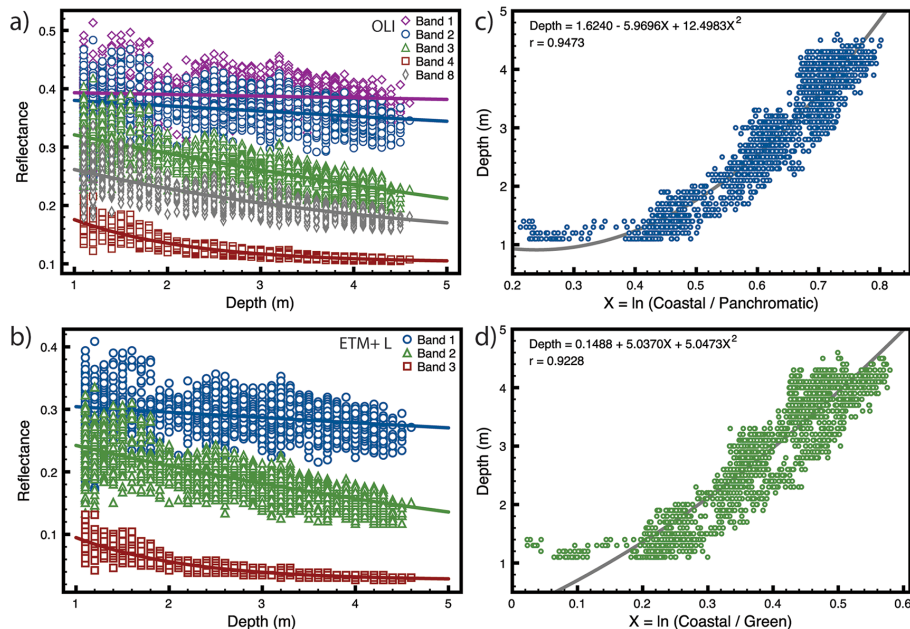 a)
OLI
Band 1
Band 2
Band 3
Band 4
Band 8
0.5
0.4
0.3
0.2
0.1
Reflectance
1 2 3 4 5
Depth (m)
c)
Depth = 1.6240 - 5.9696X + 12.4983X²
r = 0.9473
5
4
3
2
1
Depth (m)
0.2 0.3 0.4 0.5 0.6 0.7 0.8
X = ln (Coastal / Panchromatic)
b)
ETM+ L
Band 1
Band 2
Band 3
0.4
0.3
0.2
0.1
Reflectance
1 2 3 4 5
Depth (m)
d)
Depth = 0.1488 + 5.0370X + 5.0473X²
r = 0.9228
5
4
3
2
1
Depth (m)
0 0.1 0.2 0.3 0.4 0.5 0.6
X = ln (Coastal / Green)